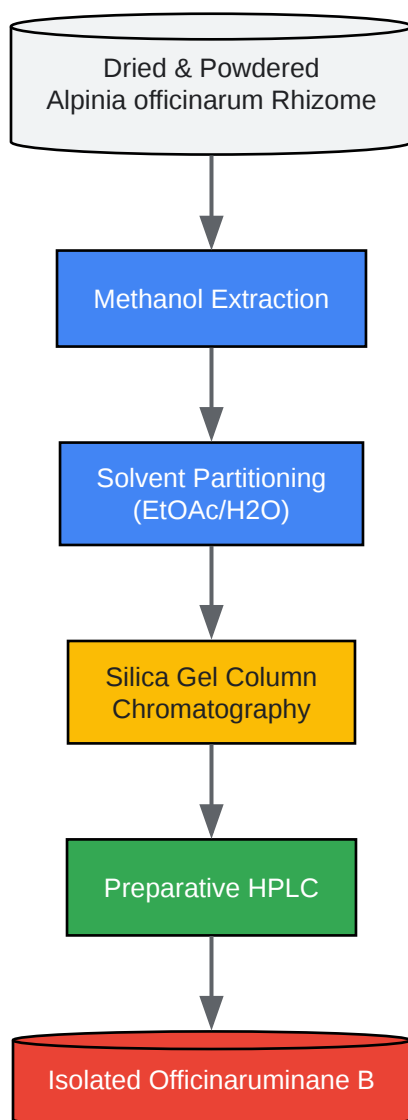 Dried & Powdered
Alpinia officinarum Rhizome
Methanol Extraction
Solvent Partitioning
(EtOAc/H2O)
Silica Gel Column
Chromatography
Preparative HPLC
Isolated Officinaruminane B